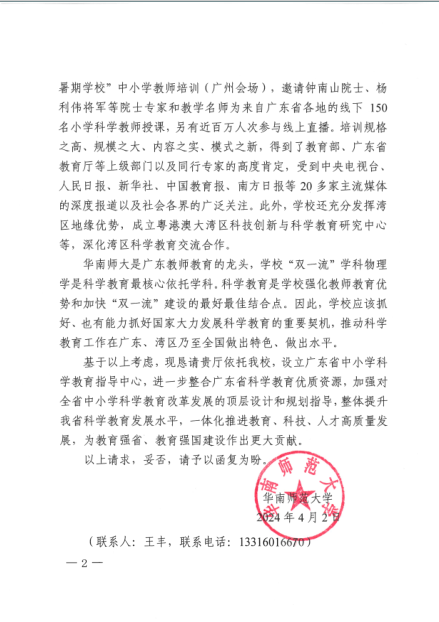 暑期学校”中小学教师培训（广州会场），邀请钟南山院士、杨
利伟将军等院士专家和教学名师为来自广东省各地的线下 150
名小学科学教师授课，另有近百万人次参与线上直播。培训规格
之高、规模之大、内容之实、模式之新，得到了教育部、广东省
教育厅等上级部门以及同行专家的高度肯定，受到中央电视台、
人民日报、新华社、中国教育报、南方日报等 20 多家主流媒体
的深度报道以及社会各界的广泛关注。此外，学校还充分发挥湾
区地缘优势，成立粤港澳大湾区科技创新与科学教育研究中心
等，深化湾区科学教育交流合作。
华南师大是广东教师教育的龙头，学校“双一流”学科物理
学是科学教育最核心依托学科。科学教育是学校强化教师教育优
势和加快“双一流”建设的最好最佳结合点。因此，学校应该抓
好、也有能力抓好国家大力发展科学教育的重要契机，推动科学
教育工作在广东、湾区乃至全国做出特色、做出水平。
基于以上考虑，现恳请贵厅依托我校，设立广东省中小学科
学教育指导中心，进一步整合广东省科学教育优质资源，加强对
全省中小学科学教育改革发展的顶层设计和规划指导，整体提升
我省科学教育发展水平，一体化推进教育、科技、人才高质量发
展，为教育强省、教育强国建设作出更大贡献。
以上请求，妥否，请予以函复为盼。
华南师范大学
华南师范大学
2024 年 4 月 2 日
（联系人：王丰，联系电话：13316016670）
— 2 —